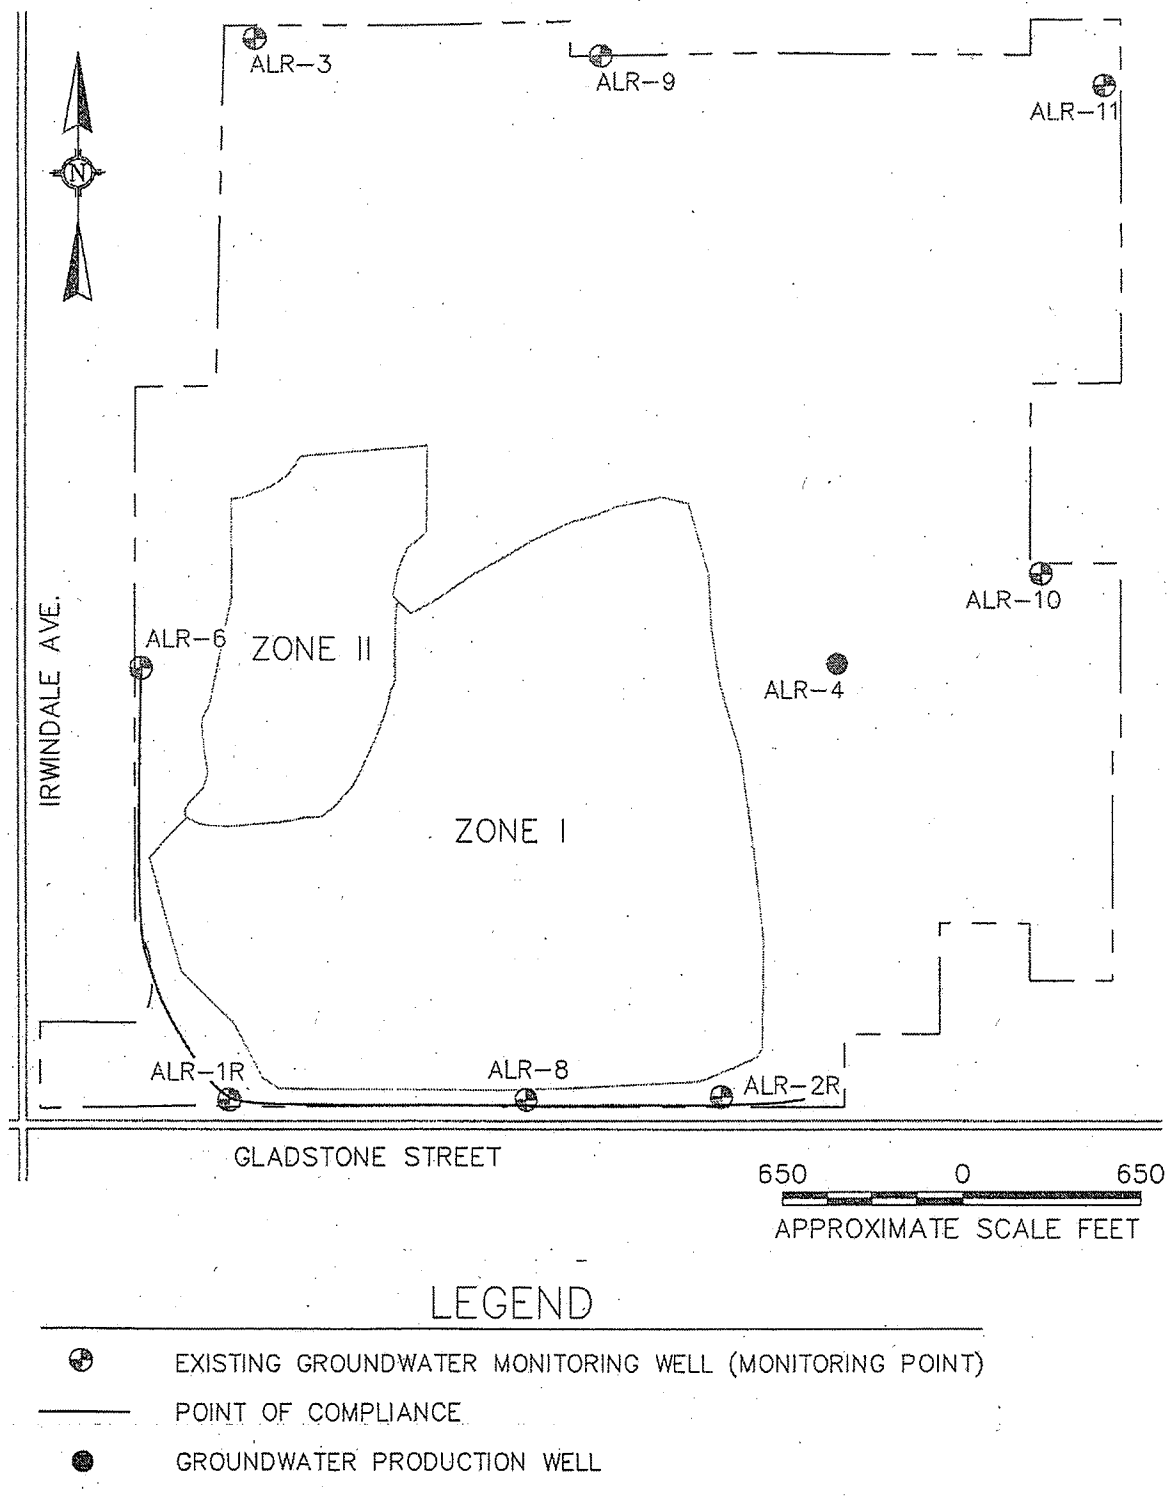 ALR-3
ALR-9
ALR-11
N
ALR-10
ALR-6
ZONE II
ALR-4
IRWINDALE AVE.
ZONE I
ALR-1R
ALR-8
ALR-2R
GLADSTONE STREET
650 0 650
APPROXIMATE SCALE FEET
LEGEND
EXISTING GROUNDWATER MONITORING WELL (MONITORING POINT)
POINT OF COMPLIANCE
GROUNDWATER PRODUCTION WELL